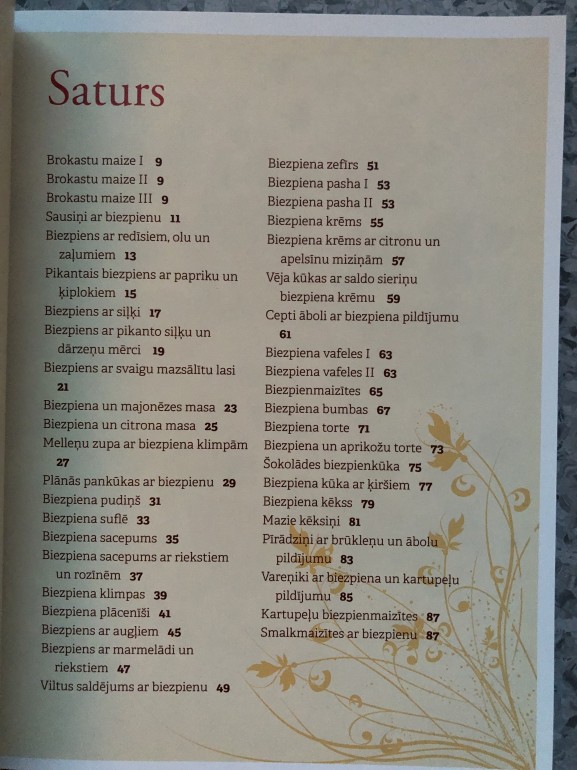 Saturs
Brokastu maize I 9
Brokastu maize II 9
Brokastu maize III 9
Sausiņi ar biezpienu 11
Biezpiens ar redīsiem, olu un
zaļumiem 13
Pikantais biezpiens ar papriku un
ķiplokiem 15
Biezpiens ar siļķi 17
Biezpiens ar pikanto siļķu un
dārzeņu mērci 19
Biezpiens ar svaigu mazsālītu lasi
21
Biezpiena un majonēzes masa 23
Biezpiena un citrona masa 25
Melleņu zupa ar biezpiena klimpām
27
Plānās pankūkas ar biezpienu 29
Biezpiena pudiņš 31
Biezpiena suflē 33
Biezpiena sacepums 35
Biezpiena sacepums ar riekstiem
un rozīnēm 37
Biezpiena klimpas 39
Biezpiena plācenīši 41
Biezpiens ar augļiem 45
Biezpiens ar marmelādi un
riekstiem 47
Viltus saldējums ar biezpienu 49
Biezpiena zefīrs 51
Biezpiena pasha I 53
Biezpiena pasha II 53
Biezpiena krēms 55
Biezpiena krēms ar citronu un
apelsīnu miziņām 57
Vēja kūkas ar saldo sieriņu
biezpiena krēmu 59
Cepti āboli ar biezpiena pildījumu
61
Biezpiena vafeles I 63
Biezpiena vafeles II 63
Biezpienmaizītes 65
Biezpiena bumbas 67
Biezpiena torte 71
Biezpiena un aprikožu torte 73
Šokolādes biezpienkūka 75
Biezpiena kūka ar ķiršiem 77
Biezpiena kēkss 79
Mazie kēksiņi 81
Pīrādziņi ar brūkleņu un ābolu
pildījumu 83
Vareņiki ar biezpiena un kartupeļu
pildījumu 85
Kartupeļu biezpienmaizītes 87
Smalkmaizītes ar biezpienu 87